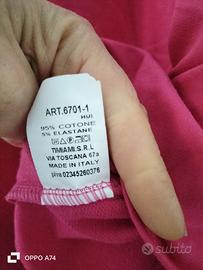 ART.6701-1
HUI
95% COTONE
5% ELASTANE
TIMIAMI.S.R.L
VIA TOSCANA 67a
MADE IN ITALY
p/iva 02345260376
OPPO A74
subito